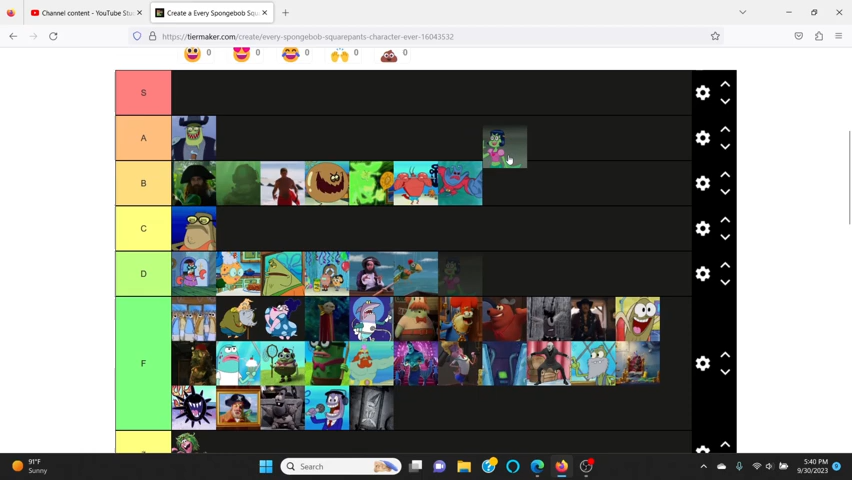 Channel content - YouTube Stu
Create a Every Spongebob Squ
https://tiermaker.com/create/every-spongebob-squarepants-character-ever-16043532
0 0 0 0 0
S
A
B
C
D
F
91°F
Sunny
Search
5:40 PM
9/30/2023